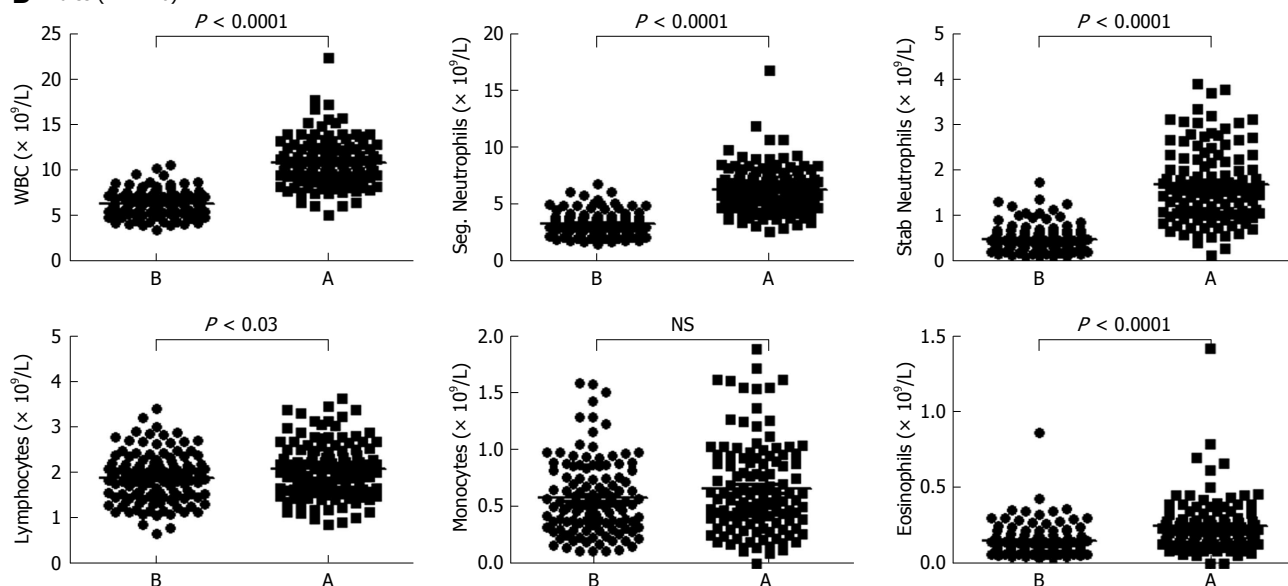 P < 0.0001
WBC (× 10⁹/L)
25
20
15
10
5
0
B
A
P < 0.0001
Seg. Neutrophils (× 10⁹/L)
20
15
10
5
0
B
A
P < 0.0001
Stab Neutrophils (× 10⁹/L)
5
4
3
2
1
0
B
A
P < 0.03
Lymphocytes (× 10⁹/L)
5
4
3
2
1
0
B
A
NS
Monocytes (× 10⁹/L)
2.0
1.5
1.0
0.5
0.0
B
A
P < 0.0001
Eosinophils (× 10⁹/L)
1.5
1.0
0.5
0.0
B
A